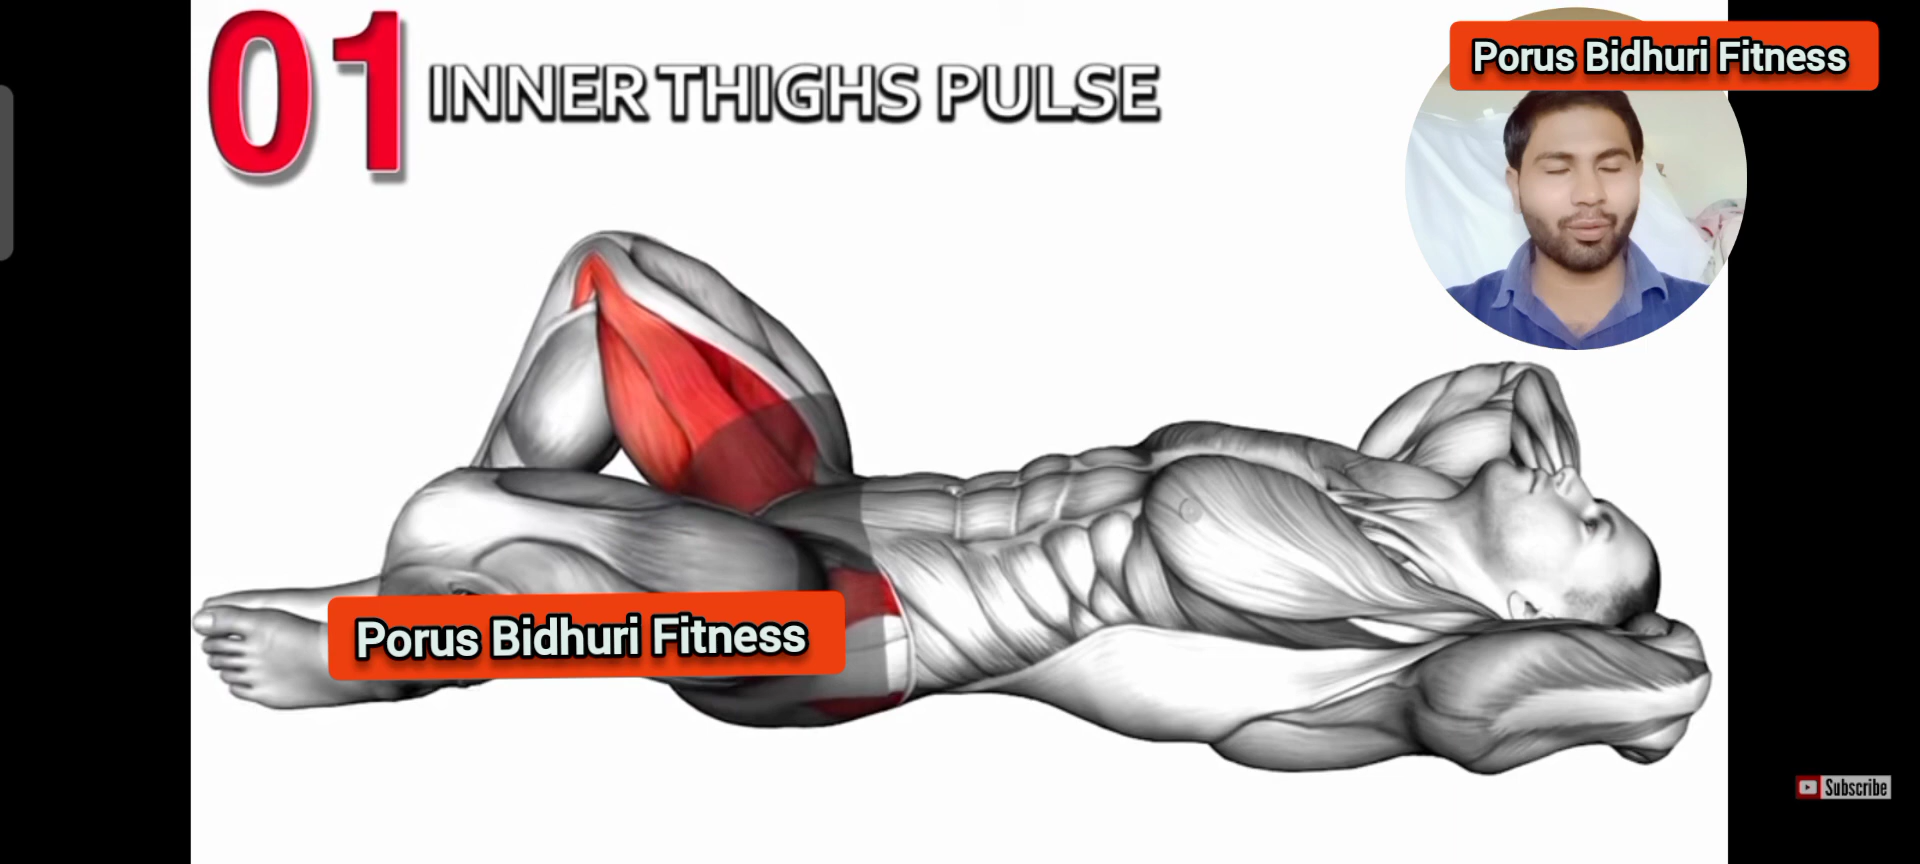 01
INNER THIGHS PULSE
Porus Bidhuri Fitness
Porus Bidhuri Fitness
Subscribe